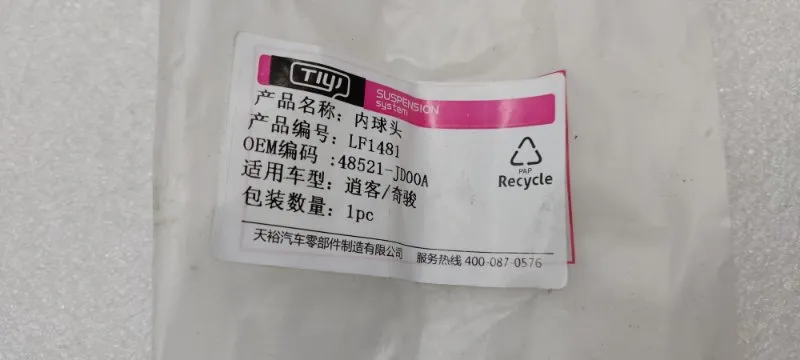 TIYI
SUSPENSION
system
产品名称：内球头
产品编号：LF1481
OEM编码 :48521-JD00A
适用车型：逍客/奇骏
包装数量：1pc
PAP
Recycle
天裕汽车零部件制造有限公司 服务热线 400-087-0576